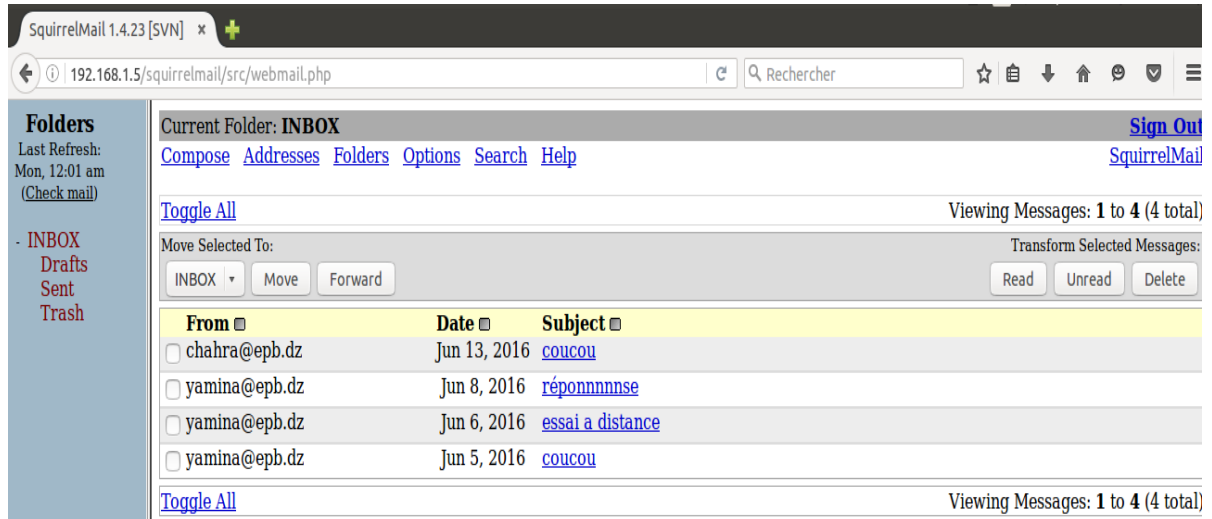 SquirrelMail 1.4.23 [SVN] ×
192.168.1.5/squirrelmail/src/webmail.php Rechercher
Folders
Last Refresh:
Mon, 12:01 am
(Check mail)
- INBOX
Drafts
Sent
Trash
Current Folder: INBOX Sign Out
Compose Addresses Folders Options Search Help SquirrelMail
Toggle All Viewing Messages: 1 to 4 (4 total)
Move Selected To: Transform Selected Messages:
INBOX Move Forward Read Unread Delete
From Date Subject
chahra@epb.dz Jun 13, 2016 coucou
yamina@epb.dz Jun 8, 2016 réponnnnnse
yamina@epb.dz Jun 6, 2016 essai a distance
yamina@epb.dz Jun 5, 2016 coucou
Toggle All Viewing Messages: 1 to 4 (4 total)